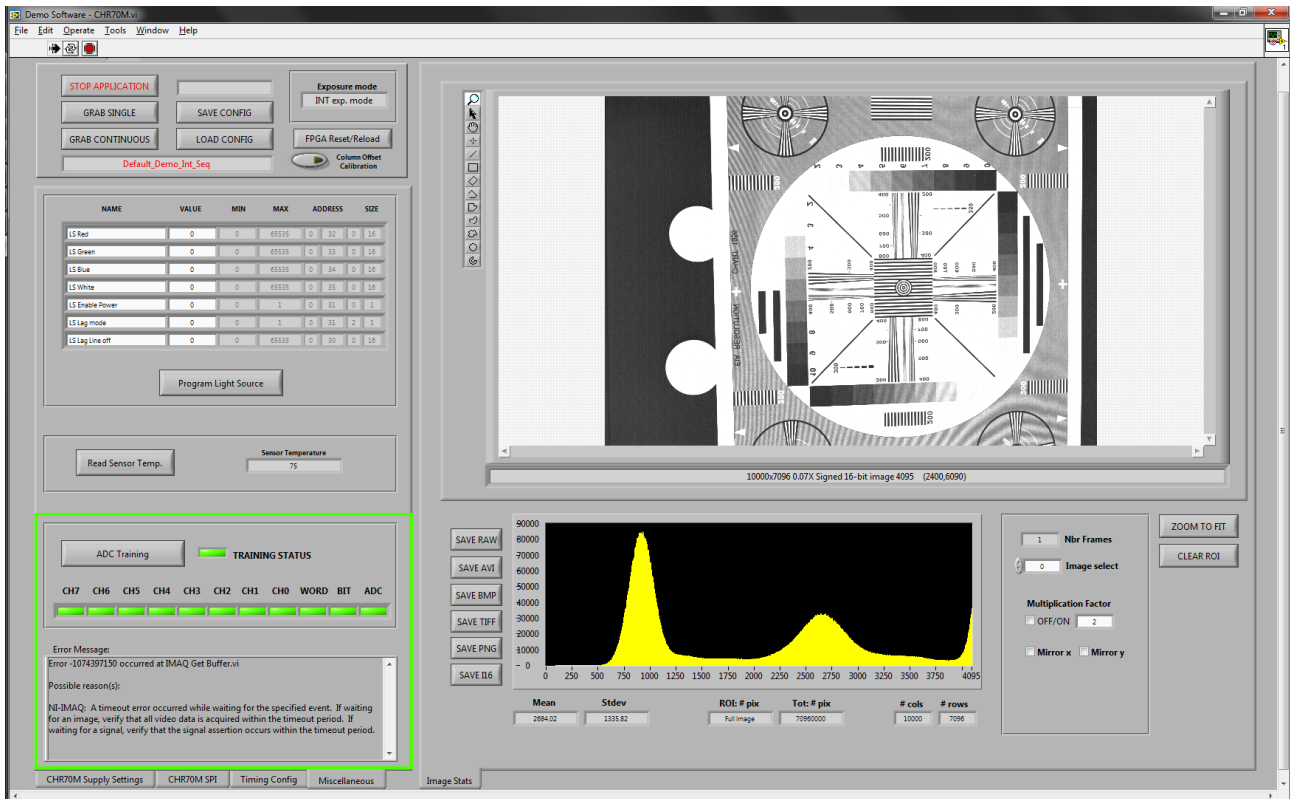 Demo Software - CHR70M.vi
File Edit Operate Tools Window Help
1
STOP APPLICATION
GRAB SINGLE SAVE CONFIG
GRAB CONTINUOUS LOAD CONFIG
Default_Demo_Int_Seq
Exposure mode
INT exp. mode
FPGA Reset/Reload
Column Offset
Calibration
NAME VALUE MIN MAX ADDRESS SIZE
LS Red 0 0 65535 0 32 0 16
LS Green 0 0 65535 0 33 0 16
LS Blue 0 0 65535 0 34 0 16
LS White 0 0 65535 0 35 0 16
LS Enable Power 0 0 1 0 31 0 1
LS Lag mode 0 0 1 0 31 2 1
LS Lag Line off 0 0 65535 0 30 0 16
Program Light Source
Read Sensor Temp.
Sensor Temperature
75
ADC Training TRAINING STATUS
CH7 CH6 CH5 CH4 CH3 CH2 CH1 CH0 WORD BIT ADC
Error Message:
Error -1074397150 occurred at IMAQ Get Buffer.vi
Possible reason(s):
NI-IMAQ: A timeout error occurred while waiting for the specified event. If waiting
for an image, verify that all video data is acquired within the timeout period. If
waiting for a signal, verify that the signal assertion occurs within the timeout period.
CHR70M Supply Settings CHR70M SPI Timing Config Miscellaneous
EIA RESOLUTION CHART 1956
10000x7096 0.07X Signed 16-bit image 4095 (2400,6090)
SAVE RAW
SAVE AVI
SAVE BMP
SAVE TIFF
SAVE PNG
SAVE I16
90000
80000
70000
60000
50000
40000
30000
20000
10000
0
0 250 500 750 1000 1250 1500 1750 2000 2250 2500 2750 3000 3250 3500 3750 4095
Mean Stdev ROI: # pix Tot: # pix # cols # rows
2684.02 1335.82 Full image 70960000 10000 7096
1 Nbr Frames
0 Image select
Multiplication Factor
OFF/ON 2
Mirror x Mirror y
ZOOM TO FIT
CLEAR ROI
Image Stats